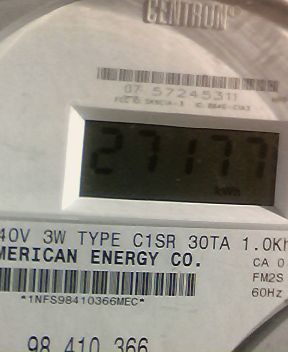 CENTRON®
07 57245311
27177
kWh
40V 3W TYPE C1SR 30TA 1.0Kh
MERICAN ENERGY CO.
CA 0
FM2S
*1NFS98410366MEC*
60Hz
98 410 366